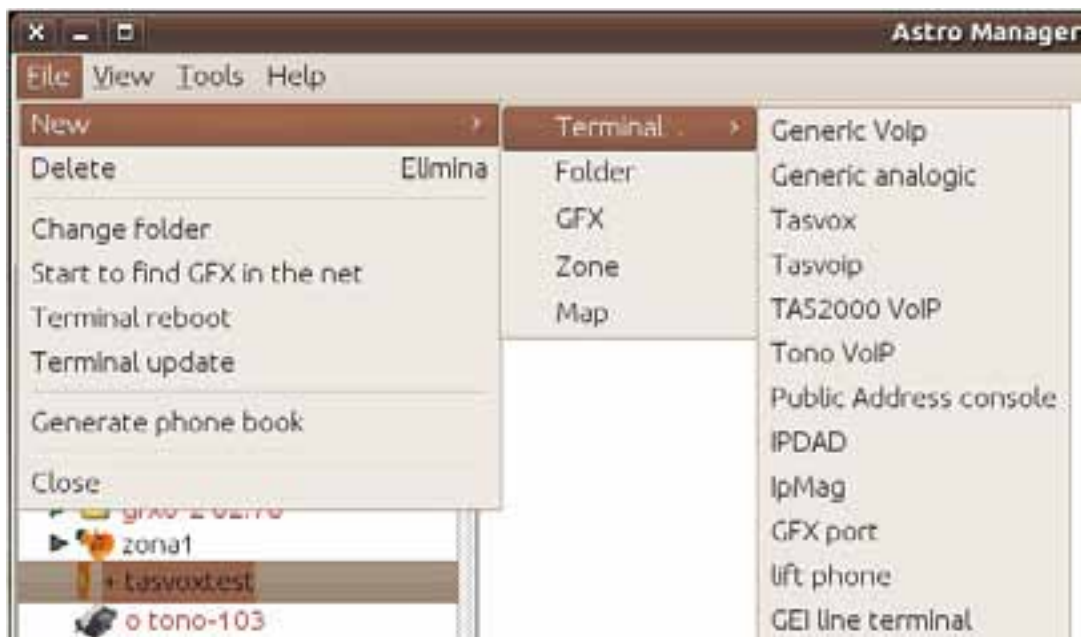 Astro Manager
File View Tools Help
New
Delete Elimina
Change folder
Start to find GFX in the net
Terminal reboot
Terminal update
Generate phone book
Close
Terminal
Folder
GFX
Zone
Map
Generic VoIp
Generic analogic
Tasvox
Tasvoip
TAS2000 VoIP
Tono VoIP
Public Address console
IPDAD
IpMag
GFX port
lift phone
GEI line terminal
zona1
+ tasvoxtest
o tono-103